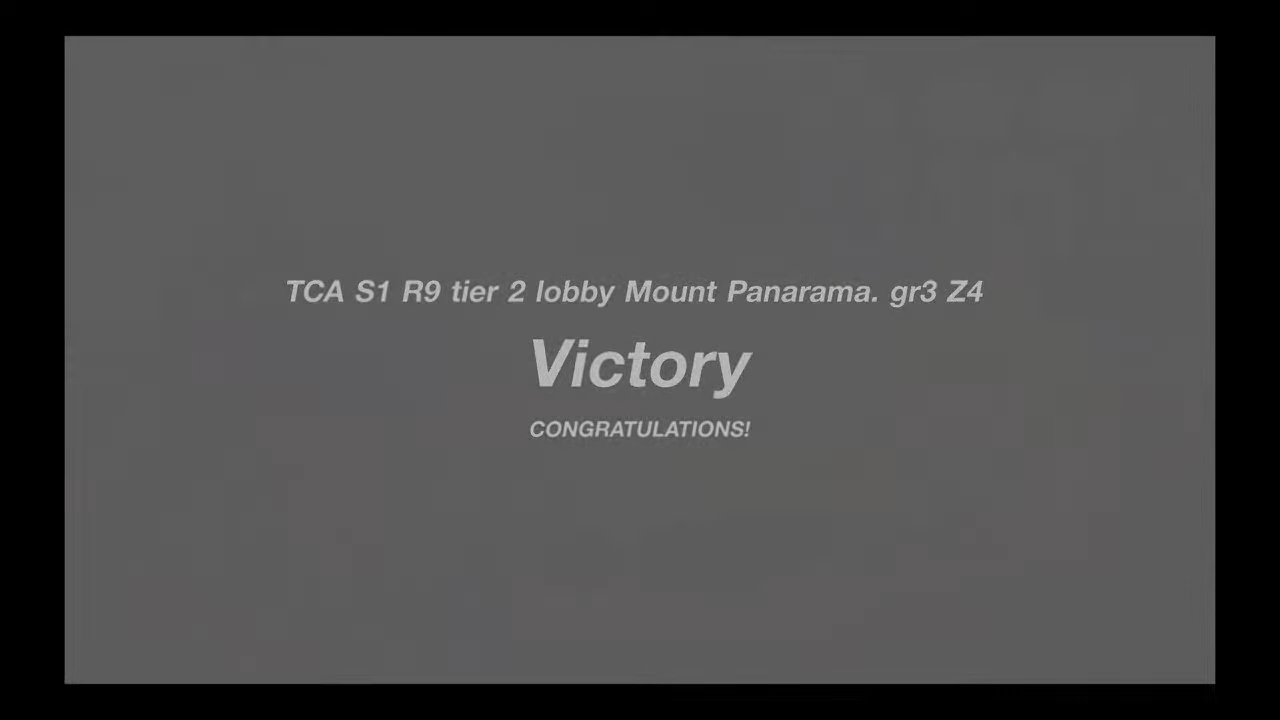 TCA S1 R9 tier 2 lobby Mount Panarama. gr3 Z4
Victory
CONGRATULATIONS!